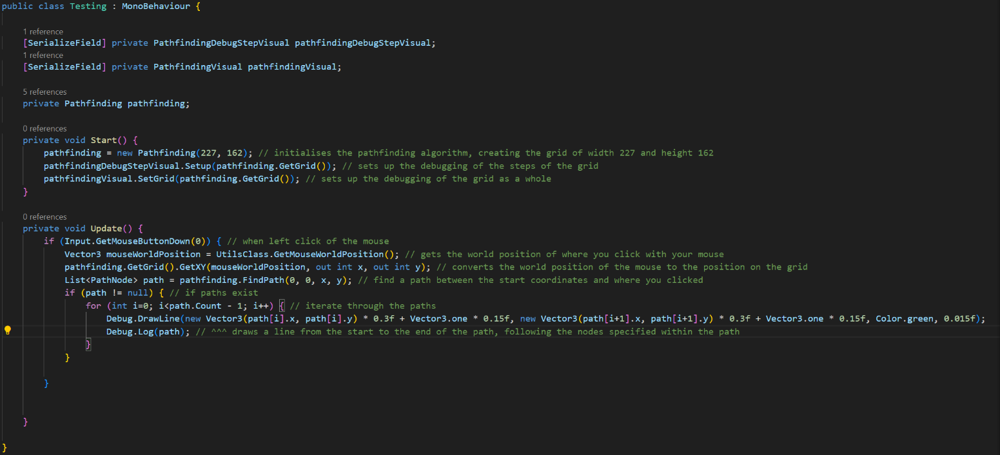 public class Testing : MonoBehaviour {
1 reference
[SerializeField] private PathfindingDebugStepVisual pathfindingDebugStepVisual;
1 reference
[SerializeField] private PathfindingVisual pathfindingVisual;
5 references
private Pathfinding pathfinding;
0 references
private void Start() {
pathfinding = new Pathfinding(227, 162); // initialises the pathfinding algorithm, creating the grid of width 227 and height 162
pathfindingDebugStepVisual.Setup(pathfinding.GetGrid()); // sets up the debugging of the steps of the grid
pathfindingVisual.SetGrid(pathfinding.GetGrid()); // sets up the debugging of the grid as a whole
}
0 references
private void Update() {
if (Input.GetMouseButtonDown(0)) { // when left click of the mouse
Vector3 mouseWorldPosition = UtilsClass.GetMouseWorldPosition(); // gets the world position of where you click with your mouse
pathfinding.GetGrid().GetXY(mouseWorldPosition, out int x, out int y); // converts the world position of the mouse to the position on the grid
List<PathNode> path = pathfinding.FindPath(0, 0, x, y); // find a path between the start coordinates and where you clicked
if (path != null) { // if paths exist
for (int i=0; i<path.Count - 1; i++) { // iterate through the paths
Debug.DrawLine(new Vector3(path[i].x, path[i].y) * 0.3f + Vector3.one * 0.15f, new Vector3(path[i+1].x, path[i+1].y) * 0.3f + Vector3.one * 0.15f, Color.green, 0.015f);
Debug.Log(path); // ^^^ draws a line from the start to the end of the path, following the nodes specified within the path
}
}
}
}
}